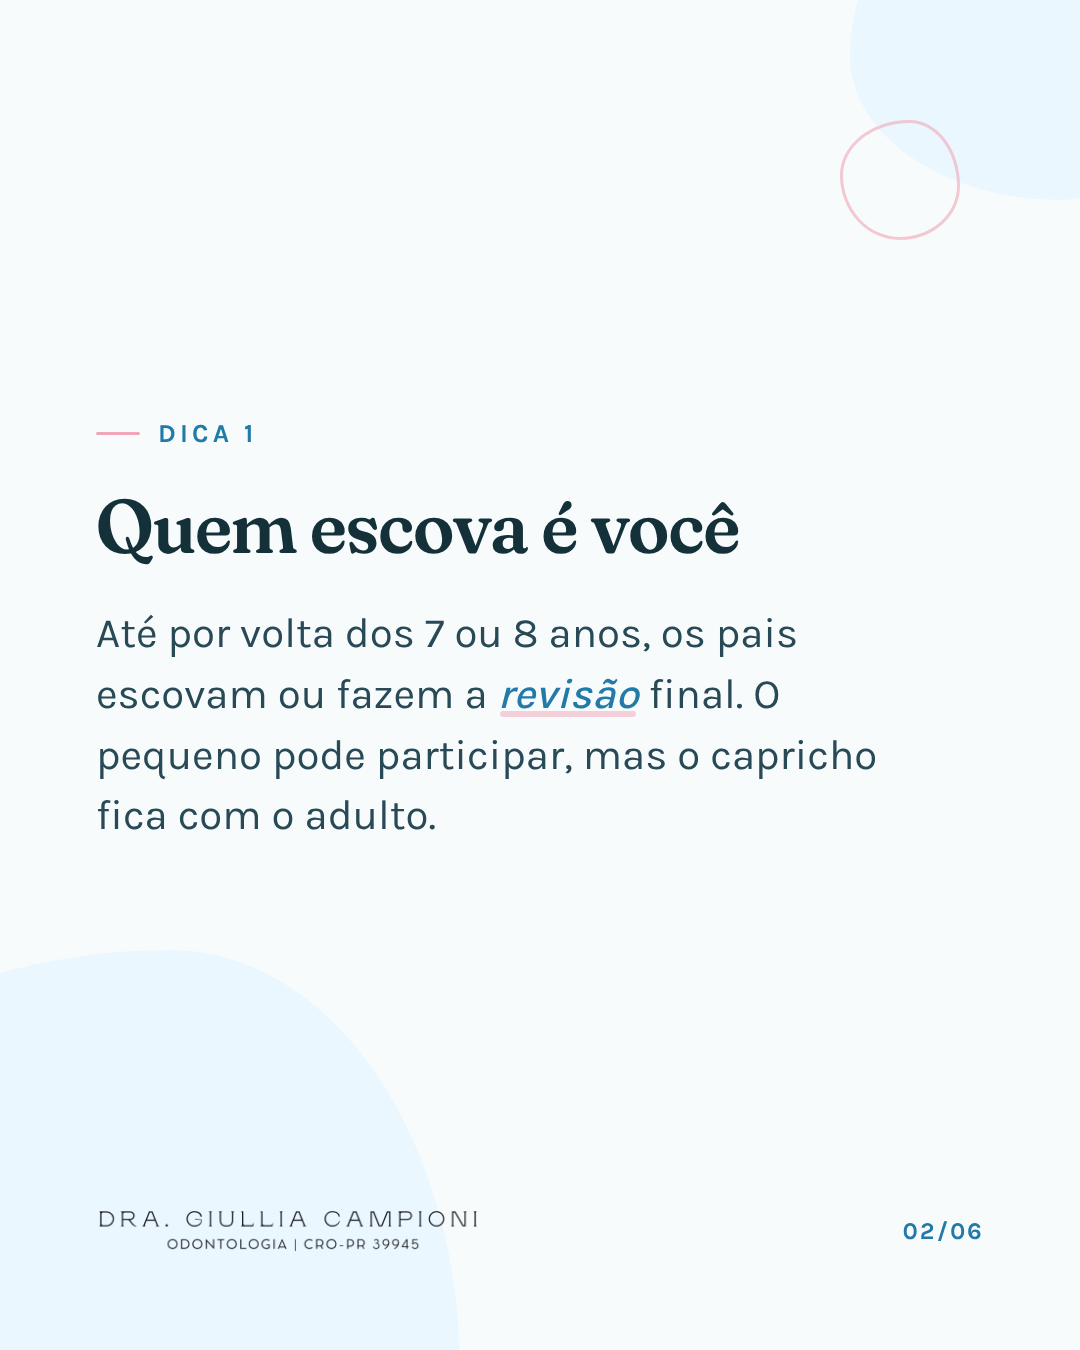 DICA 1
Quem escova é você
Até por volta dos 7 ou 8 anos, os pais
escovam ou fazem a revisão final. O
pequeno pode participar, mas o capricho
fica com o adulto.
DRA. GIULLIA CAMPIONI
ODONTOLOGIA | CRO-PR 39945
02/06